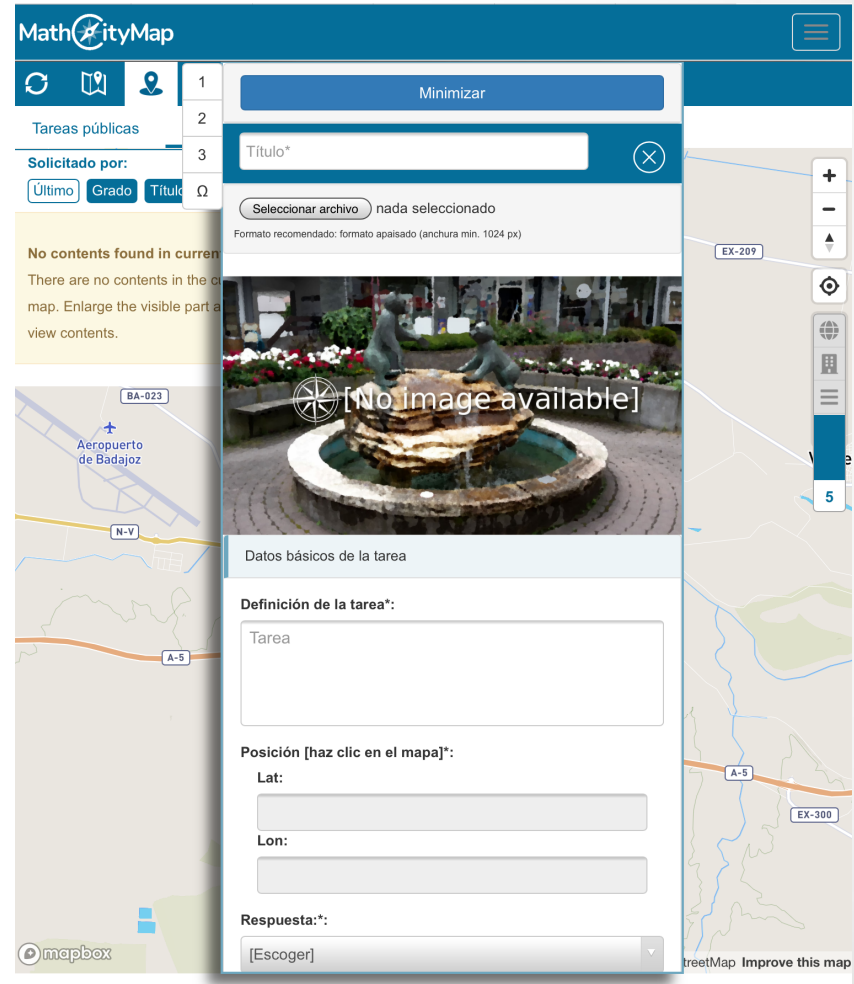 MathCityMap
1
2
3
Ω
Minimizar
Tareas públicas
Título*
Solicitado por:
Último
Grado
Seleccionar archivo
nada seleccionado
Formato recomendado: formato apaisado (anchura min. 1024 px)
No contents found in
There are no contents in the
map. Enlarge the visible part
view contents.
[No image available]
EX-209
BA-023
Aeropuerto
de Badajoz
N-V
A-5
5
Datos básicos de la tarea
Definición de la tarea*:
Tarea
Posición [haz clic en el mapa]*:
Lat:
Lon:
A-5
EX-300
Respuesta:*:
[Escoger]
mapbox
Improve this map